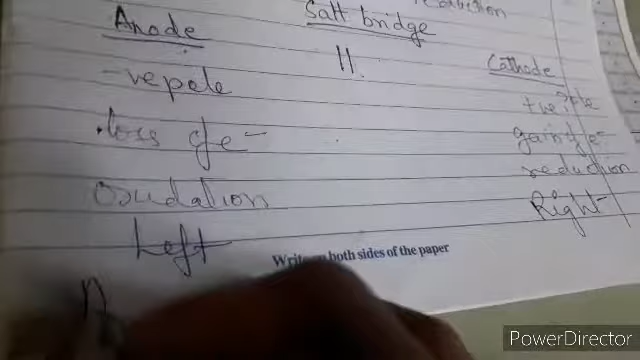 Anode
Salt bridge
||
Cathode
-ve pole
+ve pole
loss of e-
gain of e-
reduction
Oxidation
Right
Left
Write on both sides of the paper
PowerDirector